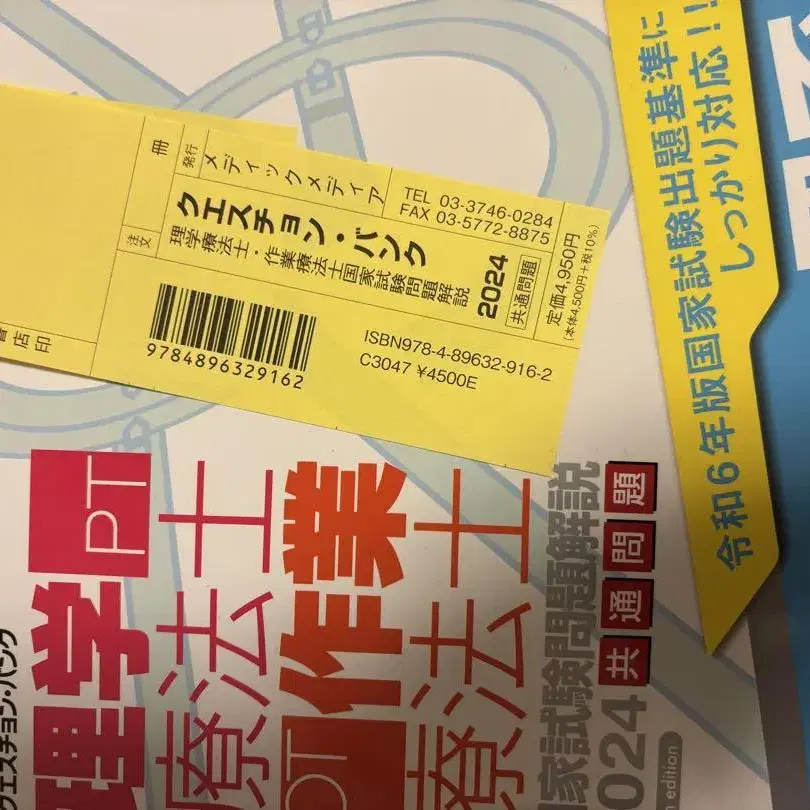 冊
注文
書店印
発行
メディックメディア
TEL 03-3746-0284
FAX 03-5772-8875
クエスチョン・バンク
理学療法士・作業療法士国家試験問題解説
2024
共通問題
定価4,950円
(本体4,500円+税10%)
9784896329162
ISBN978-4-89632-916-2
C3047 ¥4500E
令和6年版国家試験出題基準に
しっかり対応!!
クエスチョン・バンク
理学
PT
療法士
作業
OT
療法士
国家試験問題解説
2024
共通問題
edition